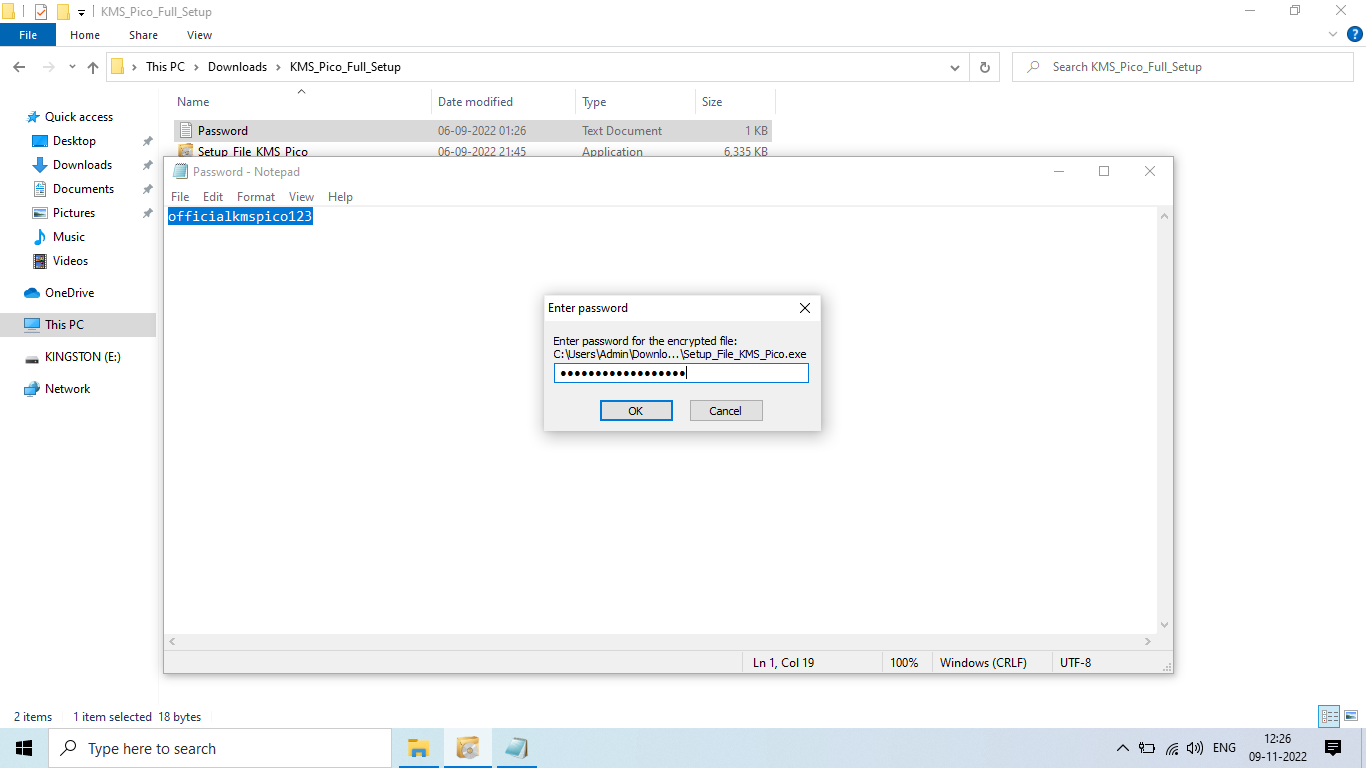 KMS_Pico_Full_Setup
File Home Share View
This PC Downloads KMS_Pico_Full_Setup
Search KMS_Pico_Full_Setup
Name Date modified Type Size
Quick access
Desktop
Downloads
Documents
Pictures
Music
Videos
OneDrive
This PC
KINGSTON (E:)
Network
Password 06-09-2022 01:26 Text Document 1 KB
Setup_File_KMS_Pico 06-09-2022 21:45 Application 6,335 KB
Password - Notepad
File Edit Format View Help
officialkmspico123
Enter password
Enter password for the encrypted file:
C:\Users\Admin\Downlo...\Setup_File_KMS_Pico.exe
●●●●●●●●●●●●●●●●●●
OK Cancel
Ln 1, Col 19 100% Windows (CRLF) UTF-8
2 items 1 item selected 18 bytes
Type here to search
ENG
12:26
09-11-2022